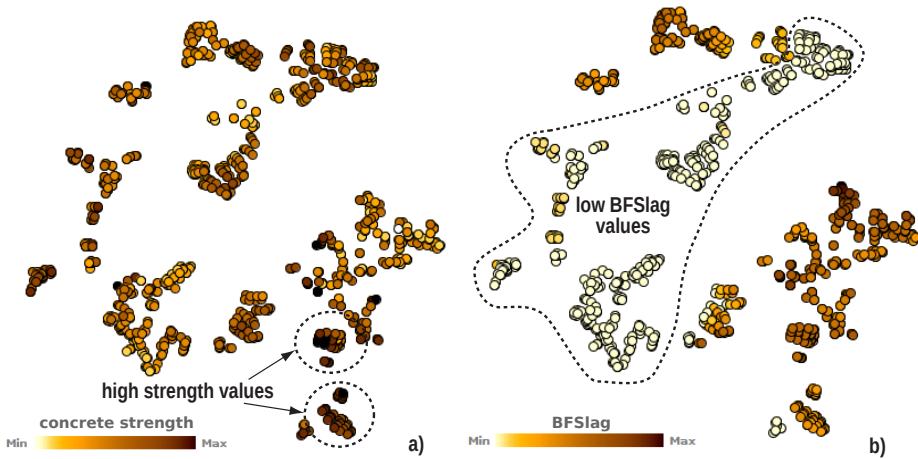 low BFSlag
values
high strength values
concrete strength
Min
Max
a)
BFSlag
Min
Max
b)